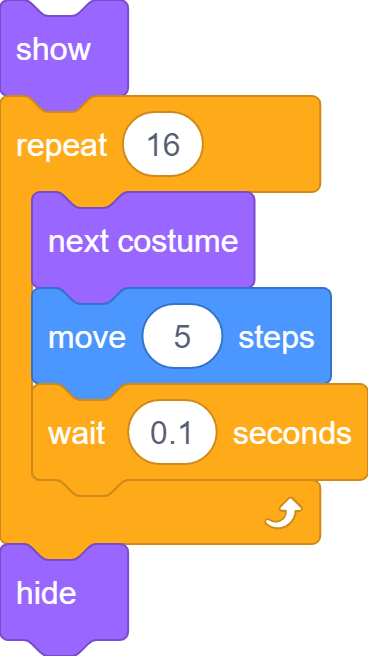 show
repeat 16
next costume
move 5 steps
wait 0.1 seconds
hide